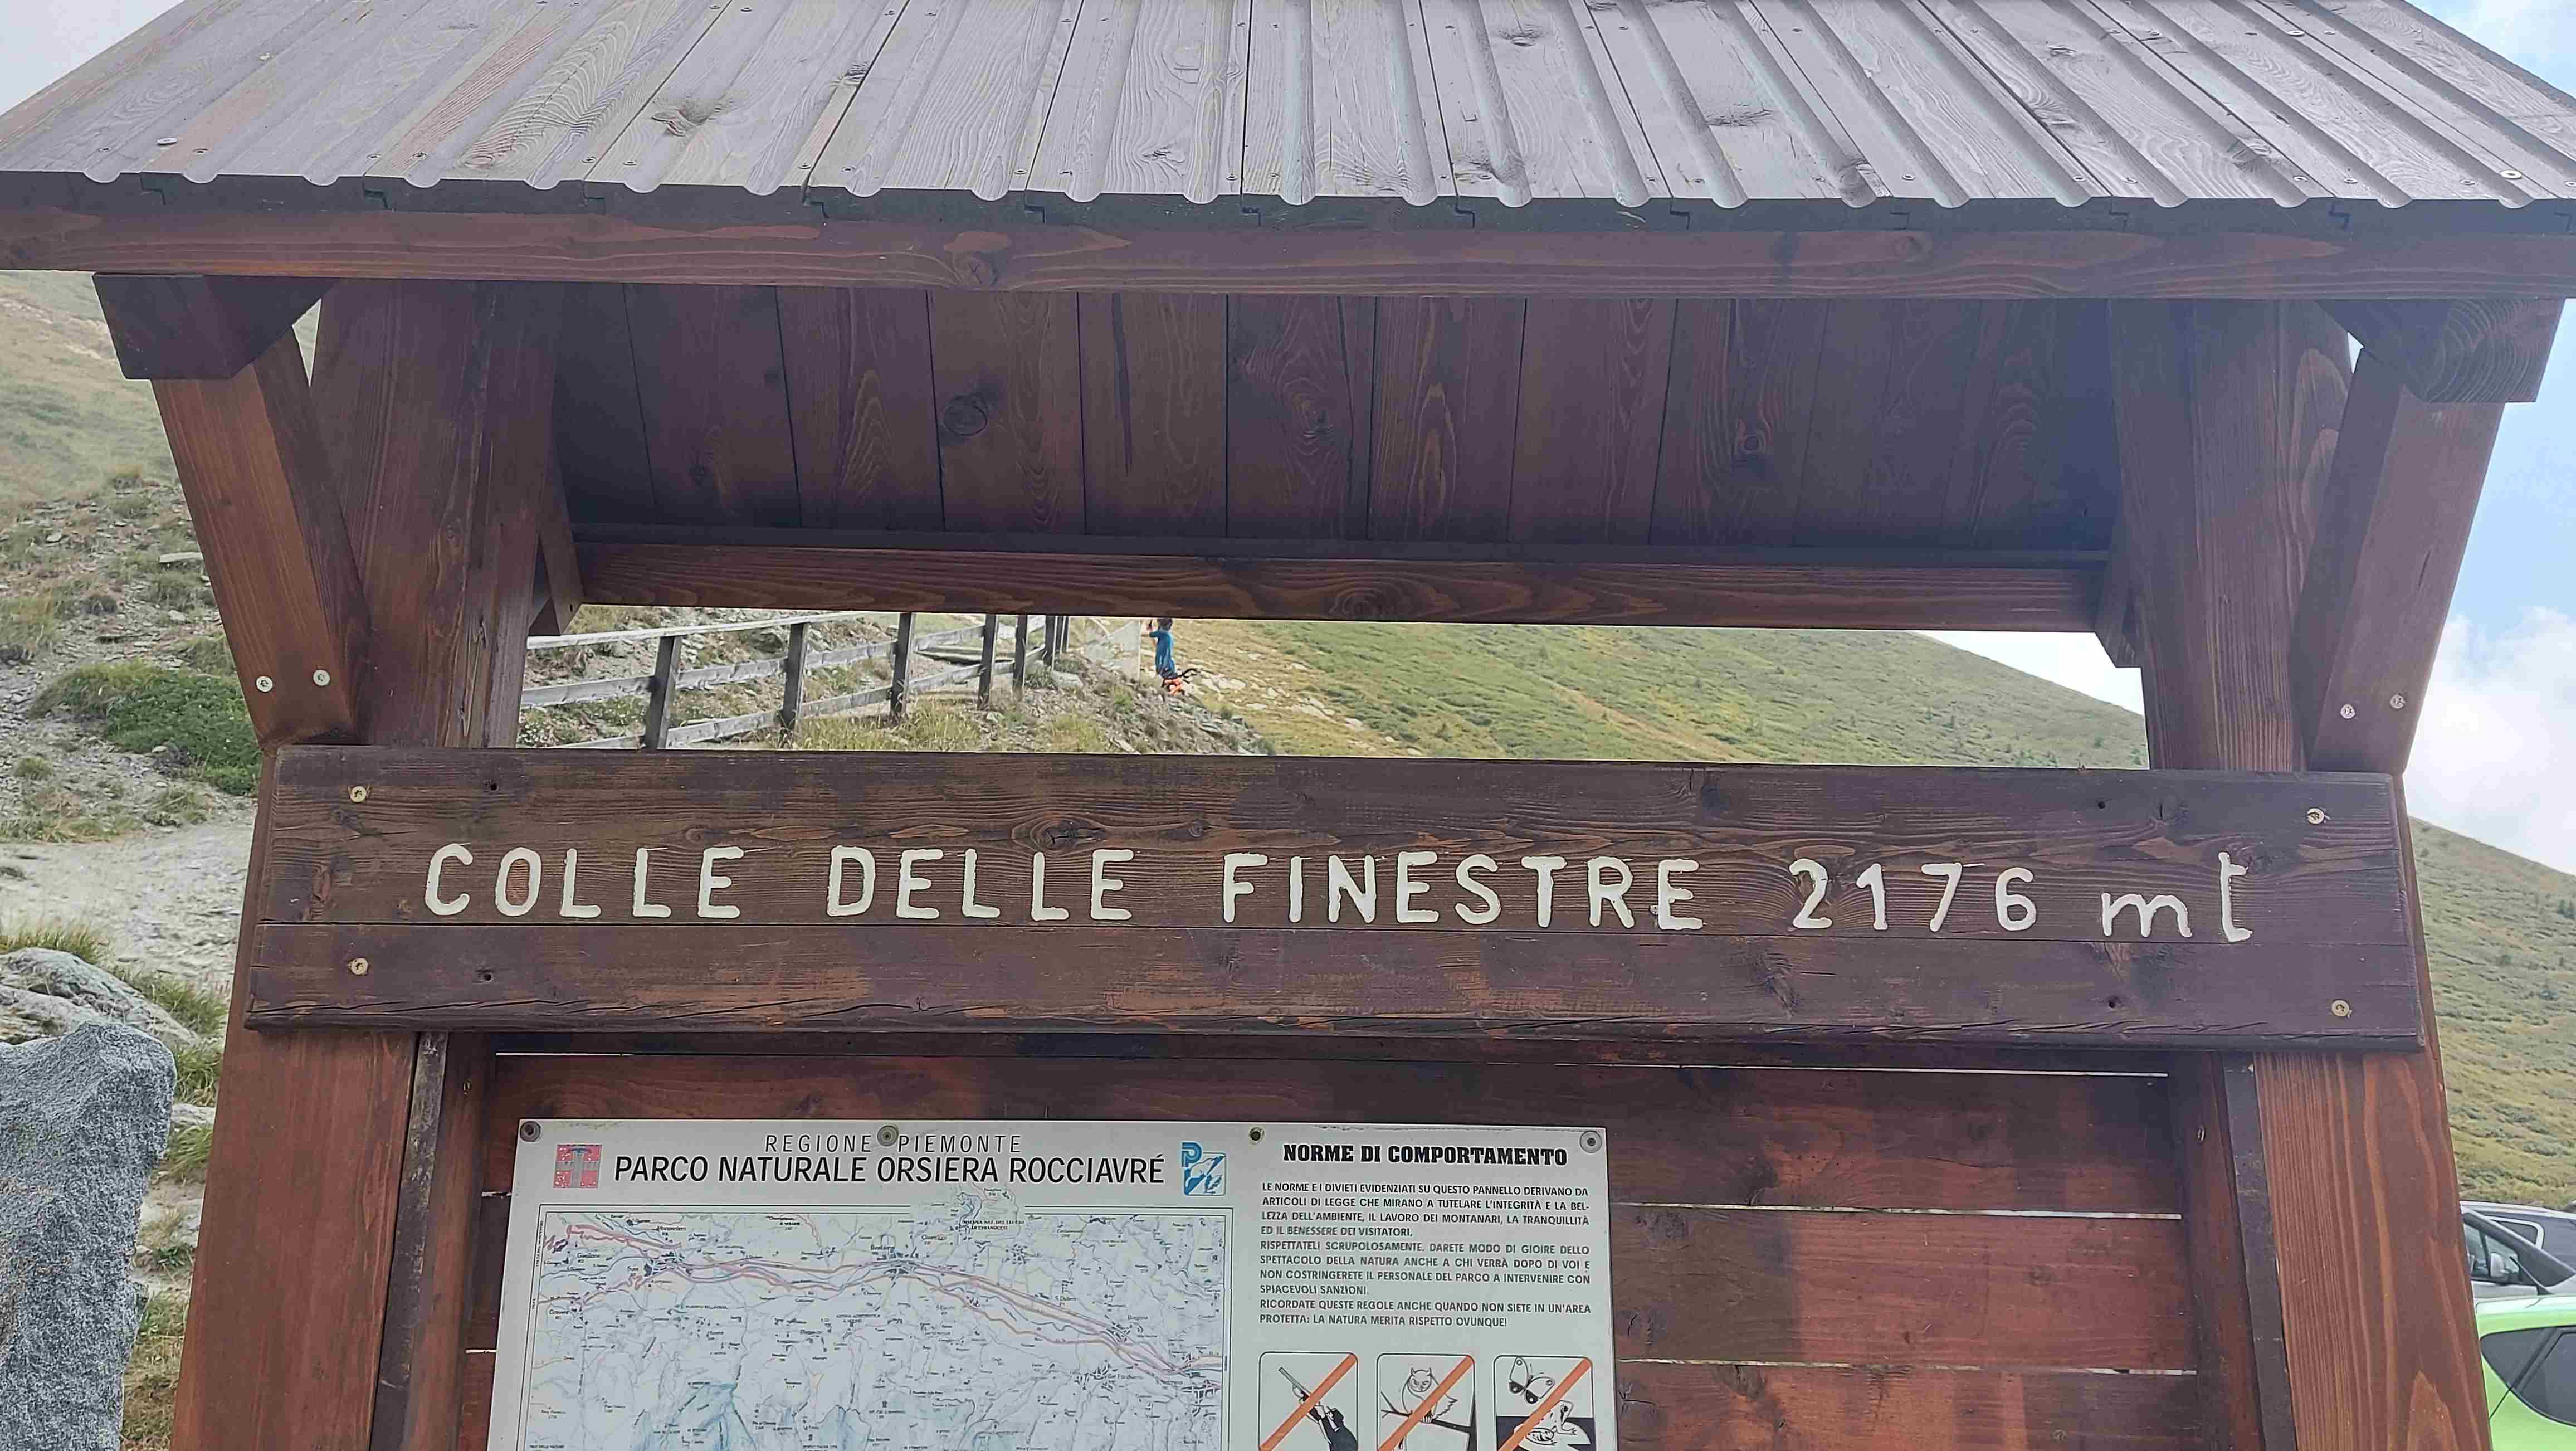 COLLE DELLE FINESTRE 2176 mt
REGIONE PIEMONTE
PARCO NATURALE ORSIERA ROCCIAVRÉ
NORME DI COMPORTAMENTO
LE NORME E I DIVIETI EVIDENZIATI SU QUESTO PANNELLO DERIVANO DA
ARTICOLI DI LEGGE CHE MIRANO A TUTELARE L'INTEGRITÀ E LA BEL-
LEZZA DELL'AMBIENTE, IL LAVORO DEI MONTANARI, LA TRANQUILLITÀ
ED IL BENESSERE DEI VISITATORI.
RISPETTATELI SCRUPOLOSAMENTE. DARETE MODO DI GIOIRE DELLO
SPETTACOLO DELLA NATURA ANCHE A CHI VERRÀ DOPO DI VOI E
NON COSTRINGERETE IL PERSONALE DEL PARCO A INTERVENIRE CON
SPIACEVOLI SANZIONI.
RICORDATE QUESTE REGOLE ANCHE QUANDO NON SIETE IN UN'AREA
PROTETTA: LA NATURA MERITA RISPETTO OVUNQUE!